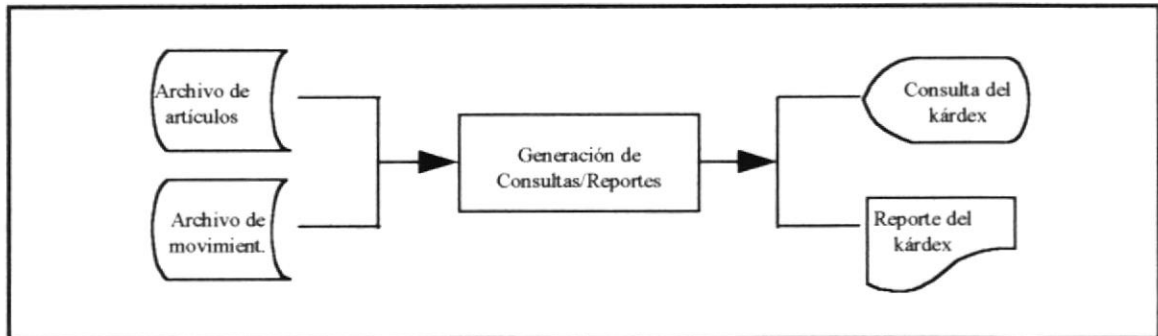 Archivo de
artículos
Archivo de
movimient.
Generación de
Consultas/Reportes
Consulta del
kárdex
Reporte del
kárdex